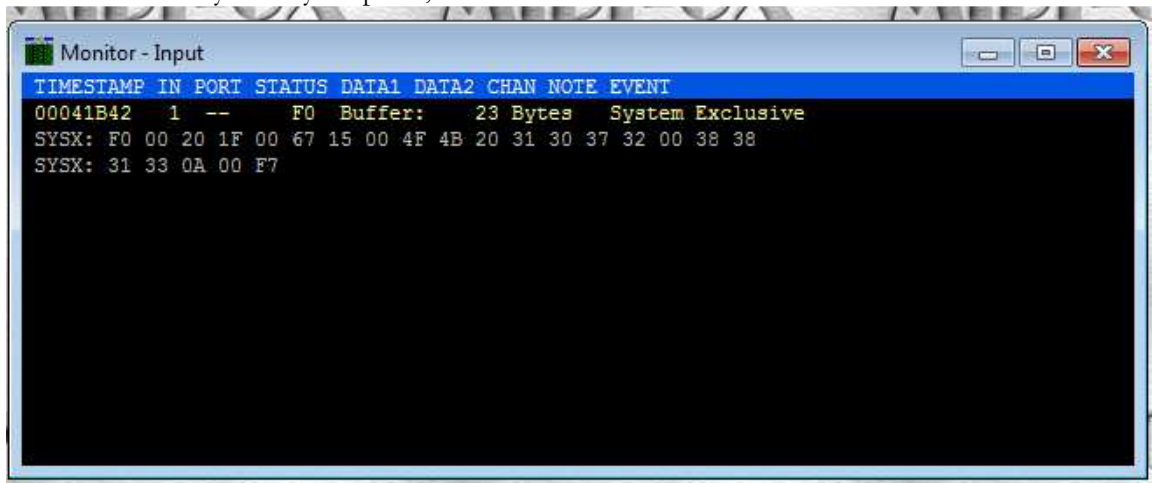 Monitor - Input
TIMESTAMP IN PORT STATUS DATA1 DATA2 CHAN NOTE EVENT
00041B42 1 -- F0 Buffer: 23 Bytes System Exclusive
SYSX: F0 00 20 1F 00 67 15 00 4F 4B 20 31 30 37 32 00 38 38
SYSX: 31 33 0A 00 F7